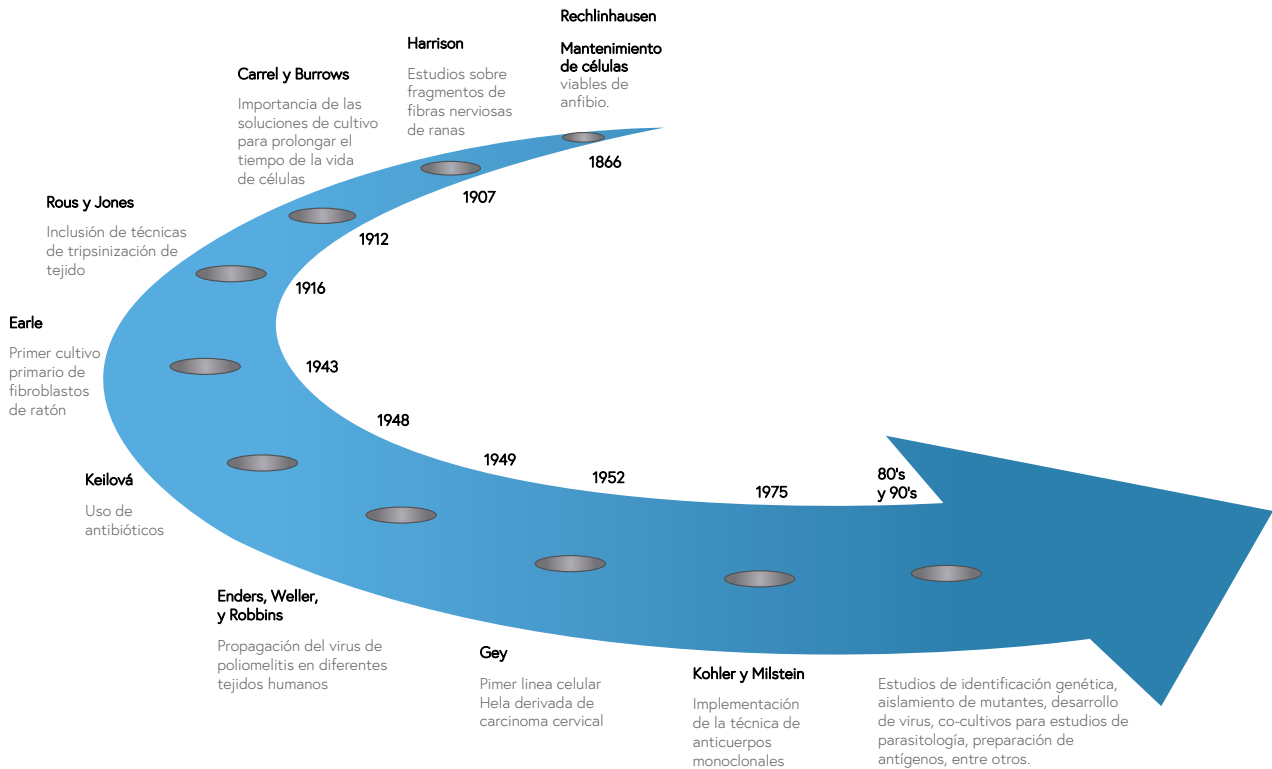 Rechlinhausen
Mantenimiento
de células
viables de
anfibio.
1866
Harrison
Estudios sobre
fragmentos de
fibras nerviosas
de ranas
1907
Carrel y Burrows
Importancia de las
soluciones de cultivo
para prolongar el
tiempo de la vida
de células
1912
Rous y Jones
Inclusión de técnicas
de tripsinización de
tejido
1916
Earle
Primer cultivo
primario de
fibroblastos
de ratón
1943
Keilová
Uso de
antibióticos
1948
Enders, Weller,
y Robbins
Propagación del virus de
poliomelitis en diferentes
tejidos humanos
1949
Gey
Pimer linea celular
Hela derivada de
carcinoma cervical
1952
Kohler y Milstein
Implementación
de la técnica de
anticuerpos
monoclonales
1975
80's
y 90's
Estudios de identificación genética,
aislamiento de mutantes, desarrollo
de virus, co-cultivos para estudios de
parasitología, preparación de
antígenos, entre otros.